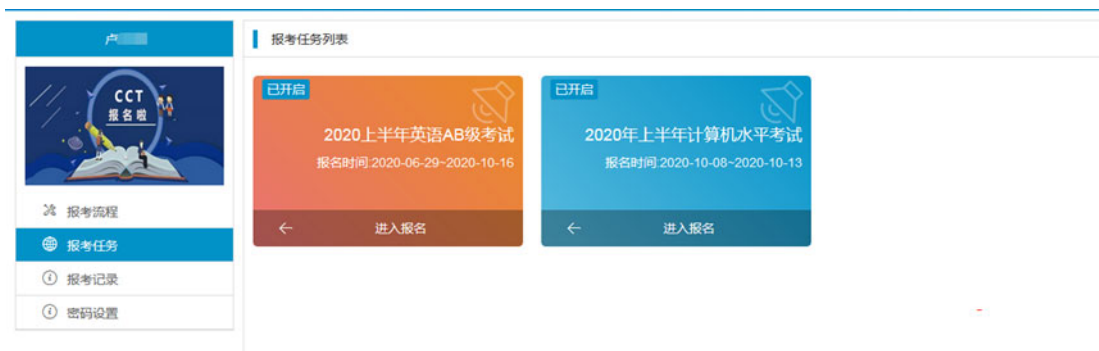 卢
报考任务列表
CCT
报名啦
报考流程
报考任务
报考记录
密码设置
已开启
2020上半年英语AB级考试
报名时间:2020-06-29~2020-10-16
进入报名
已开启
2020年上半年计算机水平考试
报名时间:2020-10-08~2020-10-13
进入报名